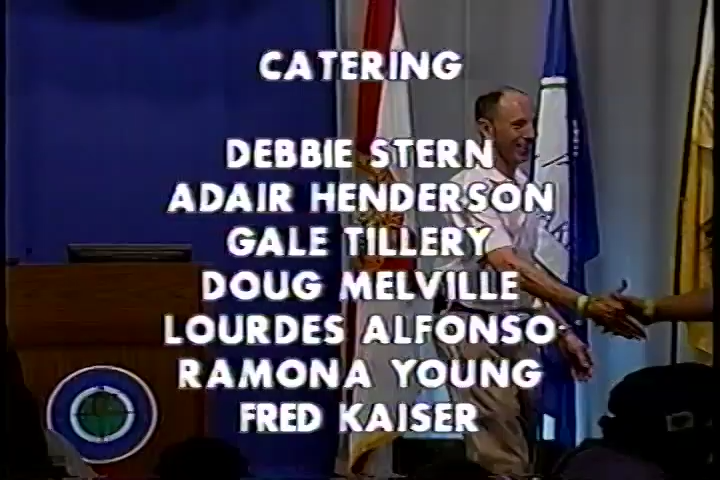 CATERING
DEBBIE STERN
ADAIR HENDERSON
GALE TILLERY
DOUG MELVILLE
LOURDES ALFONSO
RAMONA YOUNG
FRED KAISER